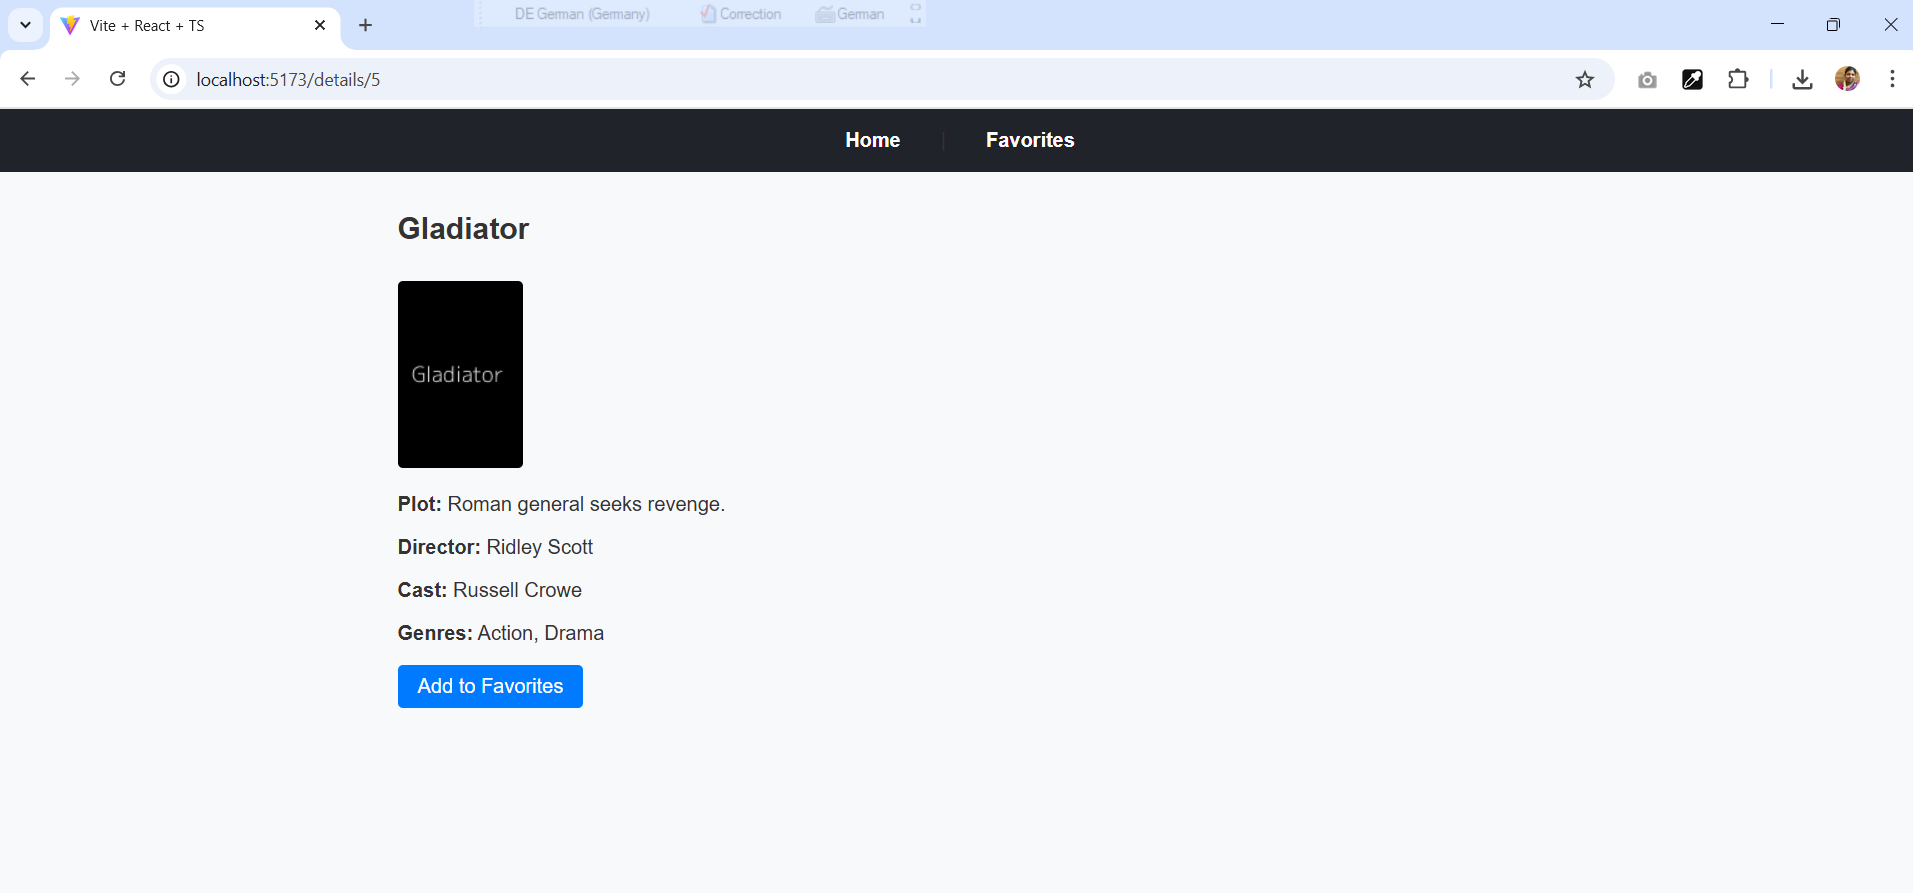 DE German (Germany) Correction German
Vite + React + TS
localhost:5173/details/5
Home Favorites
Gladiator
Gladiator
Plot: Roman general seeks revenge.
Director: Ridley Scott
Cast: Russell Crowe
Genres: Action, Drama
Add to Favorites